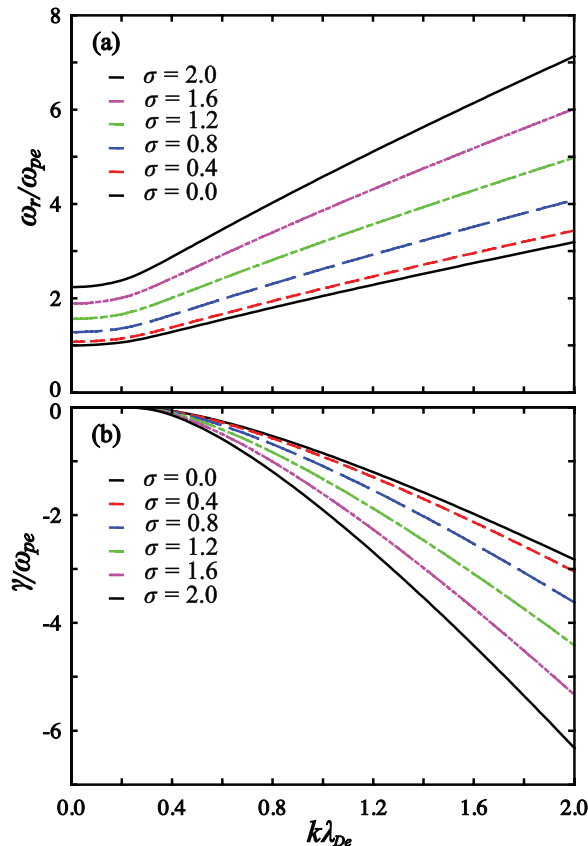 8
(a)
σ = 2.0
σ = 1.6
6
σ = 1.2
σ = 0.8
σ = 0.4
ωr/ωpe
4
σ = 0.0
2
0
0
(b)
σ = 0.0
σ = 0.4
-2
σ = 0.8
σ = 1.2
γ/ωpe
σ = 1.6
-4
σ = 2.0
-6
0.0 0.4 0.8 1.2 1.6 2.0
kλDe